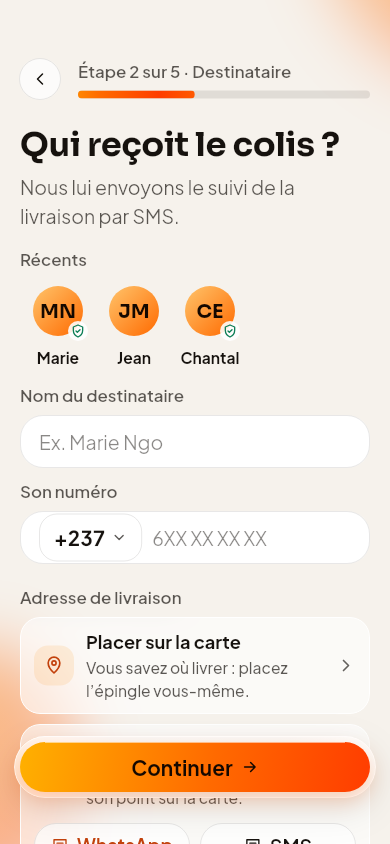 Étape 2 sur 5 · Destinataire
Qui reçoit le colis ?
Nous lui envoyons le suivi de la
livraison par SMS.
Récents
MN
JM
CE
Marie
Jean
Chantal
Nom du destinataire
Ex. Marie Ngo
Son numéro
+237
6XX XX XX XX
Adresse de livraison
Placer sur la carte
Vous savez où livrer : placez
l’épingle vous-même.
Continuer
son point sur la carte.
WhatsApp
SMS